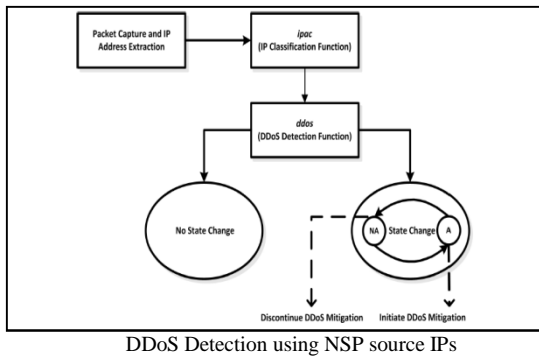 Packet Capture and IP
Address Extraction
ipac
(IP Classification Function)
ddos
(DDoS Detection Function)
No State Change
NA
State Change
A
Discontinue DDoS Mitigation
Initiate DDoS Mitigation
DDoS Detection using NSP source IPs